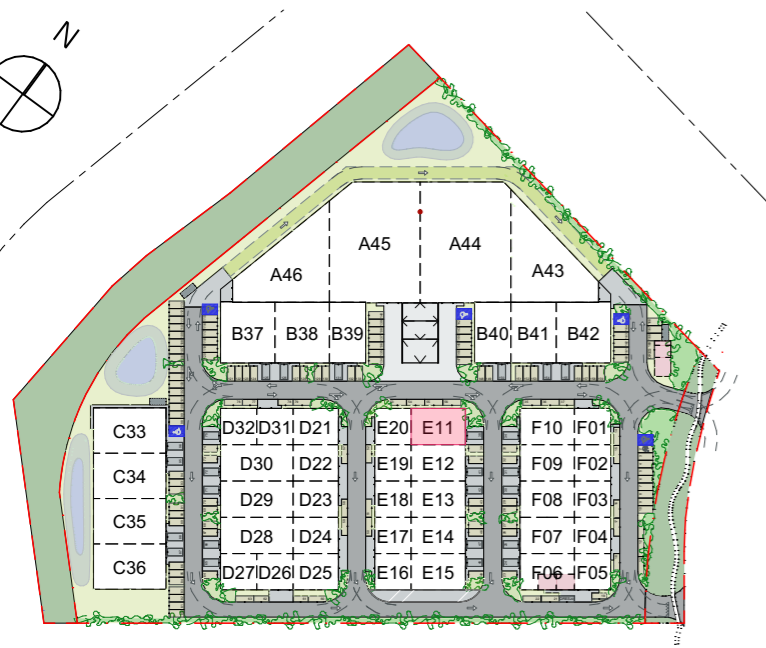 N
A45
A44
A46
A43
B37 B38 B39
B40 B41 B42
C33
C34
C35
C36
D32 D31 D21
D30 D22
D29 D23
D28 D24
D27 D26 D25
E20 E11
E19 E12
E18 E13
E17 E14
E16 E15
F10 F01
F09 F02
F08 F03
F07 F04
F06 F05